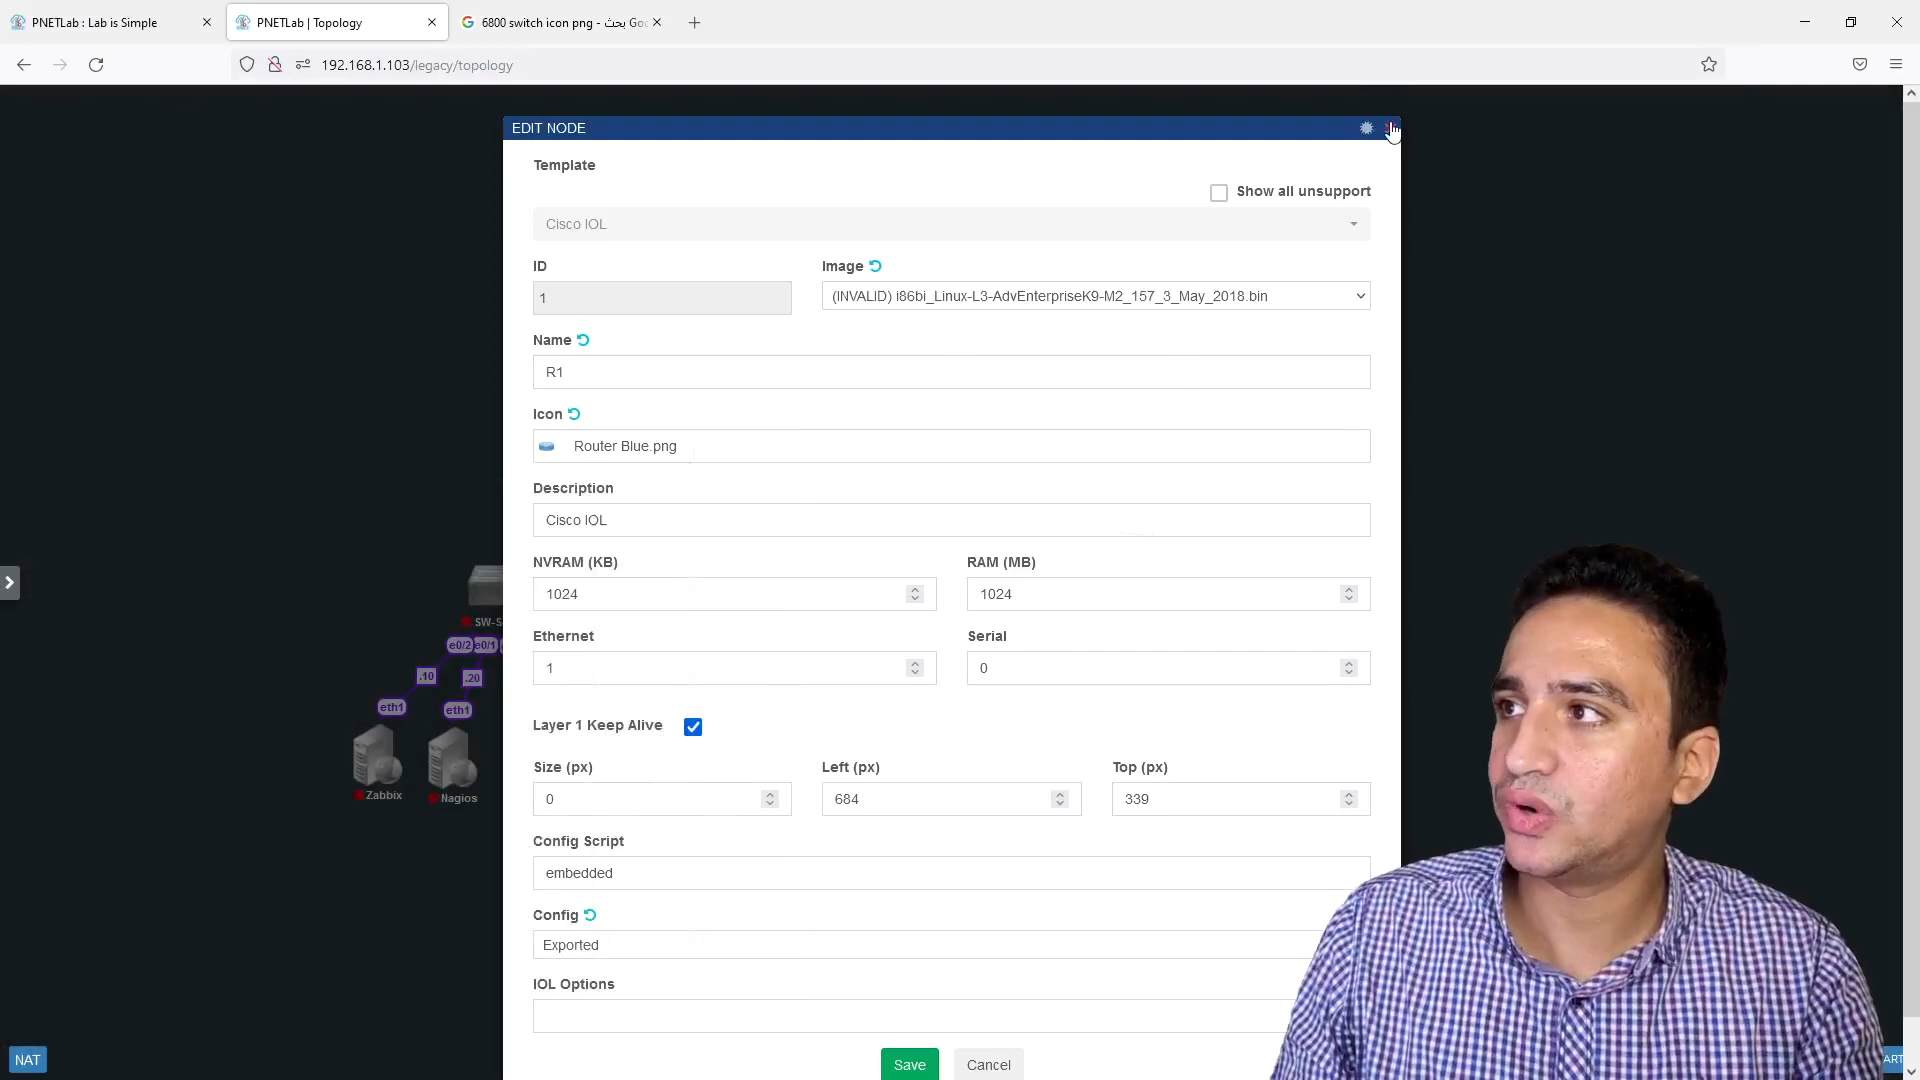 PNETLab : Lab is Simple
PNETLab | Topology
6800 switch icon png - بحث Go
192.168.1.103/legacy/topology
EDIT NODE
Template
Show all unsupport
Cisco IOL
ID
Image
1
(INVALID) i86bi_Linux-L3-AdvEnterpriseK9-M2_157_3_May_2018.bin
Name
R1
Icon
Router Blue.png
Description
Cisco IOL
NVRAM (KB)
RAM (MB)
1024
1024
Ethernet
Serial
1
0
Layer 1 Keep Alive
Size (px)
Left (px)
Top (px)
0
684
339
Config Script
embedded
Config
Exported
IOL Options
Save
Cancel
SW-S
e0/2
e0/1
.10
.20
eth1
eth1
Zabbix
Nagios
NAT
ART